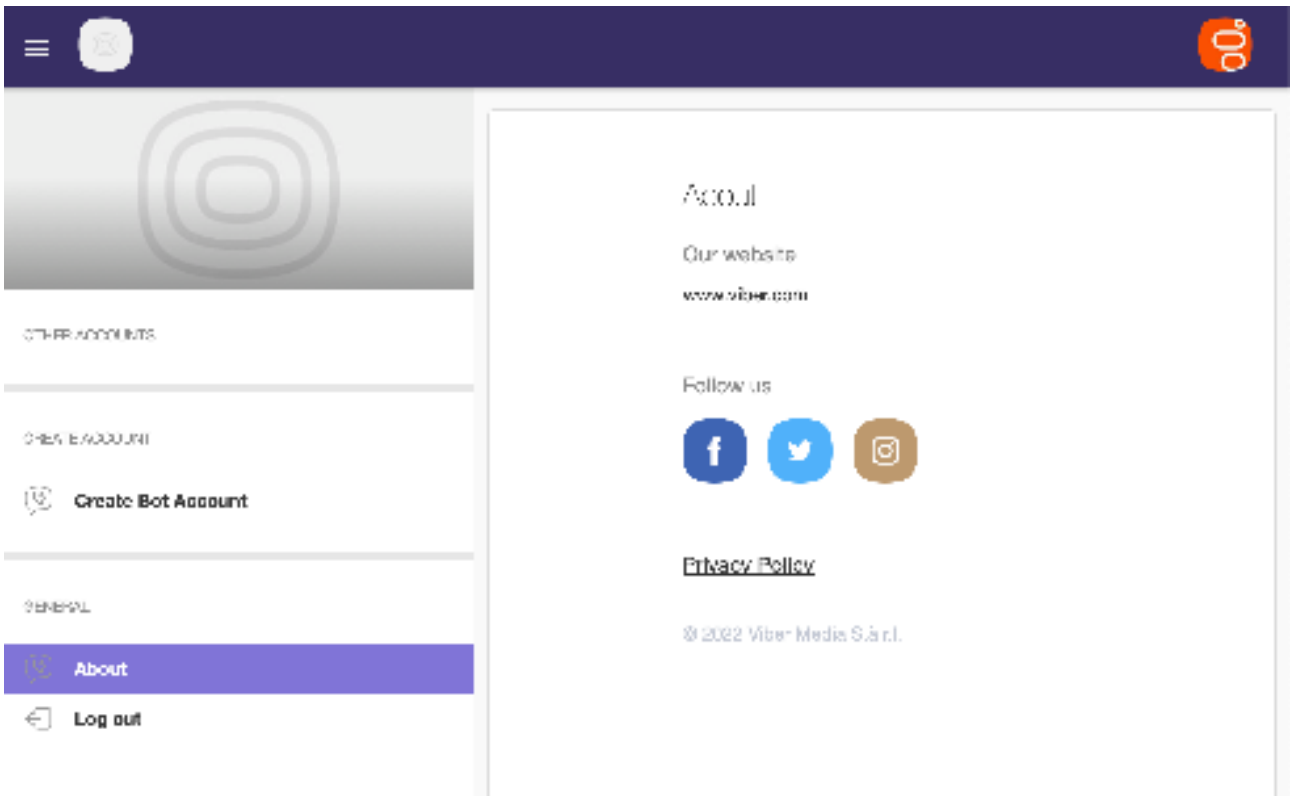 OTHER ACCOUNTS
CREATE ACCOUNT
Create Bot Account
GENERAL
About
Log out
About
Our website
www.viber.com
Follow us
Privacy Policy
© 2022 Viber Media S.à r.l.